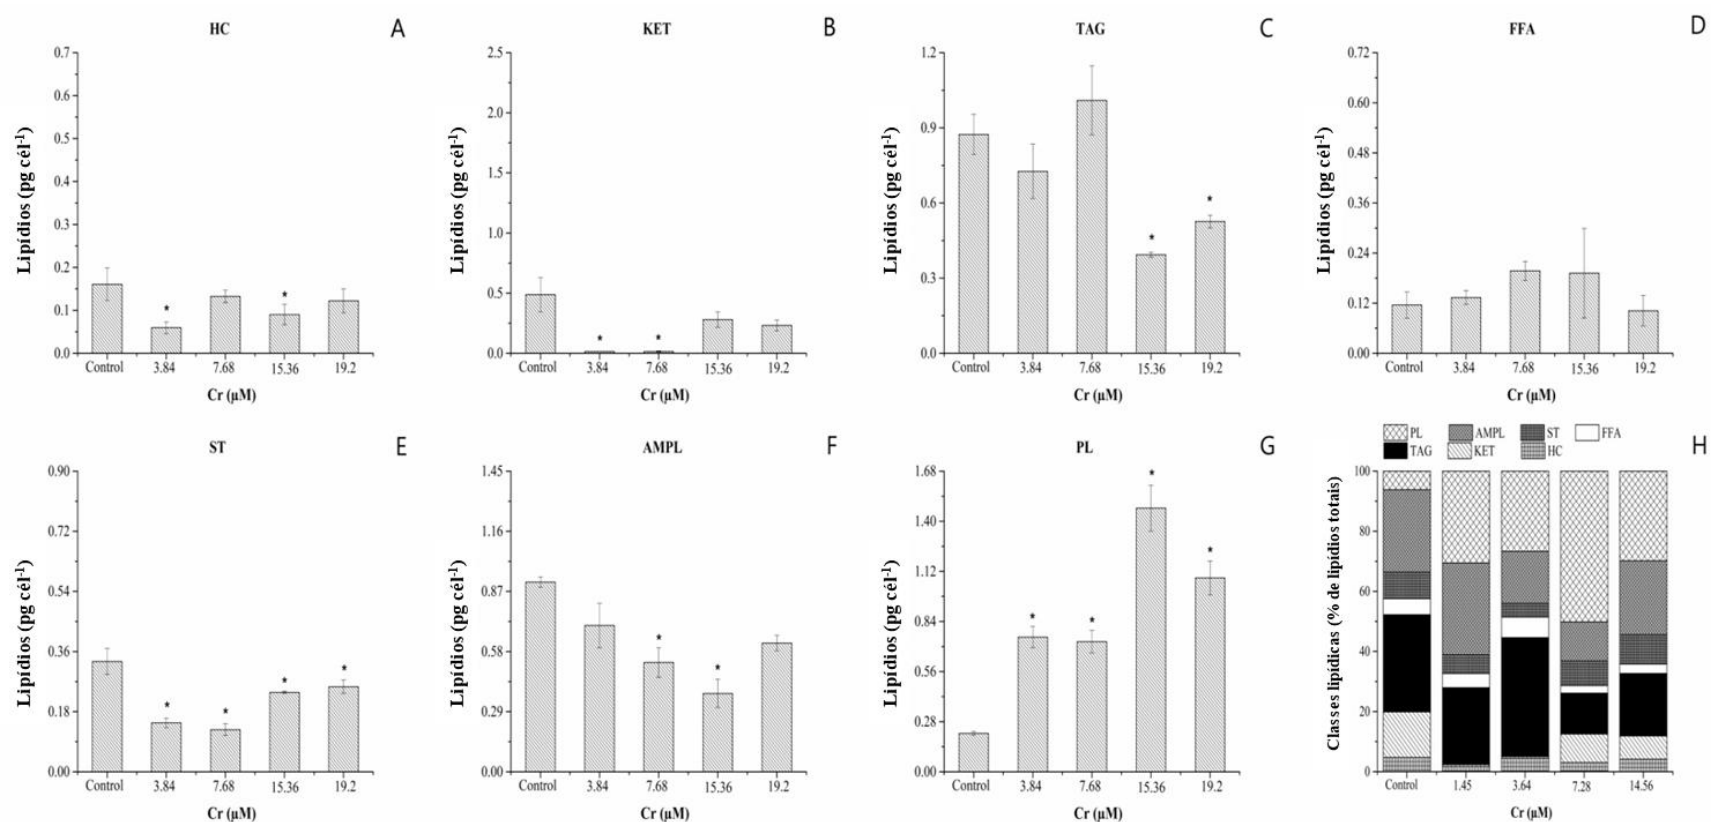 HC A
Lipídios (pg cél-1)
0.7
0.6
0.5
0.4
0.3
0.2
0.1
0.0
* *
Control 3.84 7.68 15.36 19.2
Cr (µM)
KET B
Lipídios (pg cél-1)
2.5
2.0
1.5
1.0
0.5
0.0
* *
Control 3.84 7.68 15.36 19.2
Cr (µM)
TAG C
Lipídios (pg cél-1)
1.2
0.9
0.6
0.3
0.0
* *
Control 3.84 7.68 15.36 19.2
Cr (µM)
FFA D
Lipídios (pg cél-1)
0.72
0.60
0.48
0.36
0.24
0.12
0.00
Control 3.84 7.68 15.36 19.2
Cr (µM)
ST E
Lipídios (pg cél-1)
0.90
0.72
0.54
0.36
0.18
0.00
* * * *
Control 3.84 7.68 15.36 19.2
Cr (µM)
AMPL F
Lipídios (pg cél-1)
1.45
1.16
0.87
0.58
0.29
0.00
* *
Control 3.84 7.68 15.36 19.2
Cr (µM)
PL G
Lipídios (pg cél-1)
1.68
1.40
1.12
0.84
0.56
0.28
0.00
* * * *
Control 3.84 7.68 15.36 19.2
Cr (µM)
PL AMPL ST FFA
TAG KET HC H
Classes lipídicas (% de lipídios totais)
100
80
60
40
20
0
Control 1.45 3.64 7.28 14.56
Cr (µM)